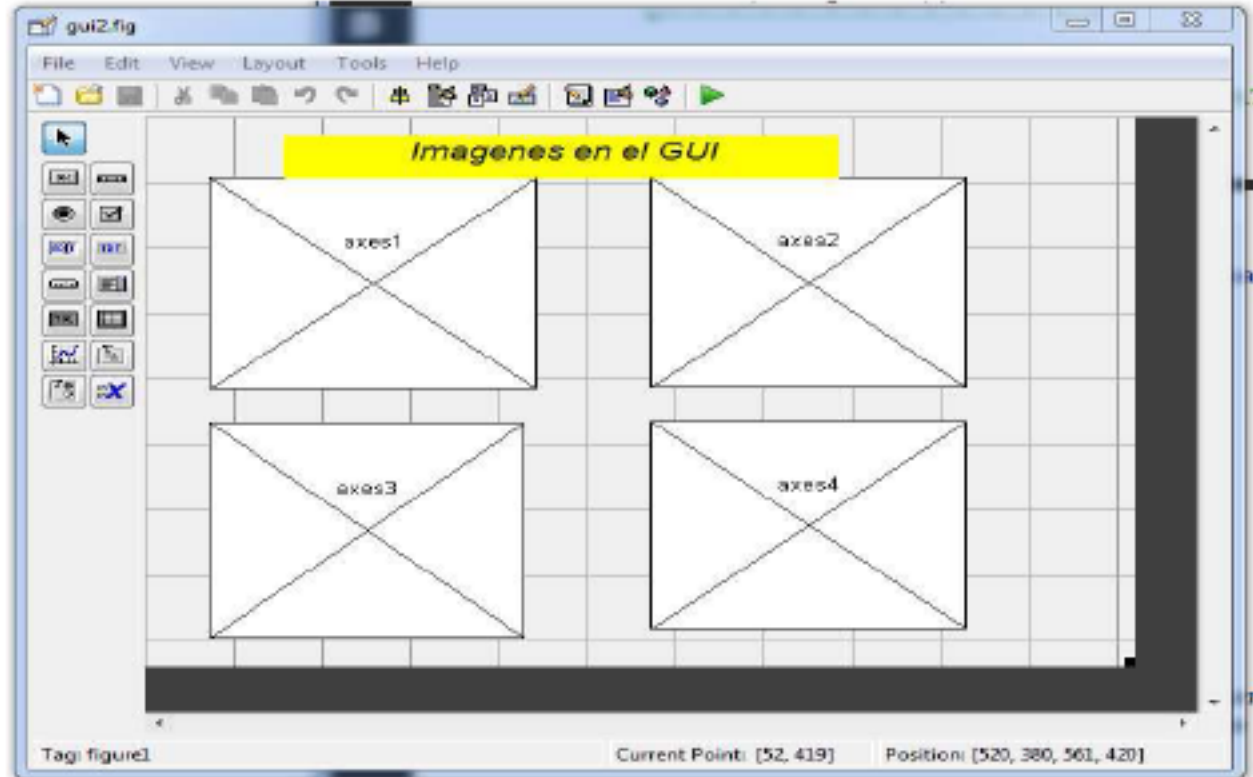 gui2.fig
File Edit View Layout Tools Help
Imagenes en el GUI
axes1
axes2
axes3
axes4
Tag: figure1
Current Point: [52, 419]
Position: [520, 380, 561, 420]